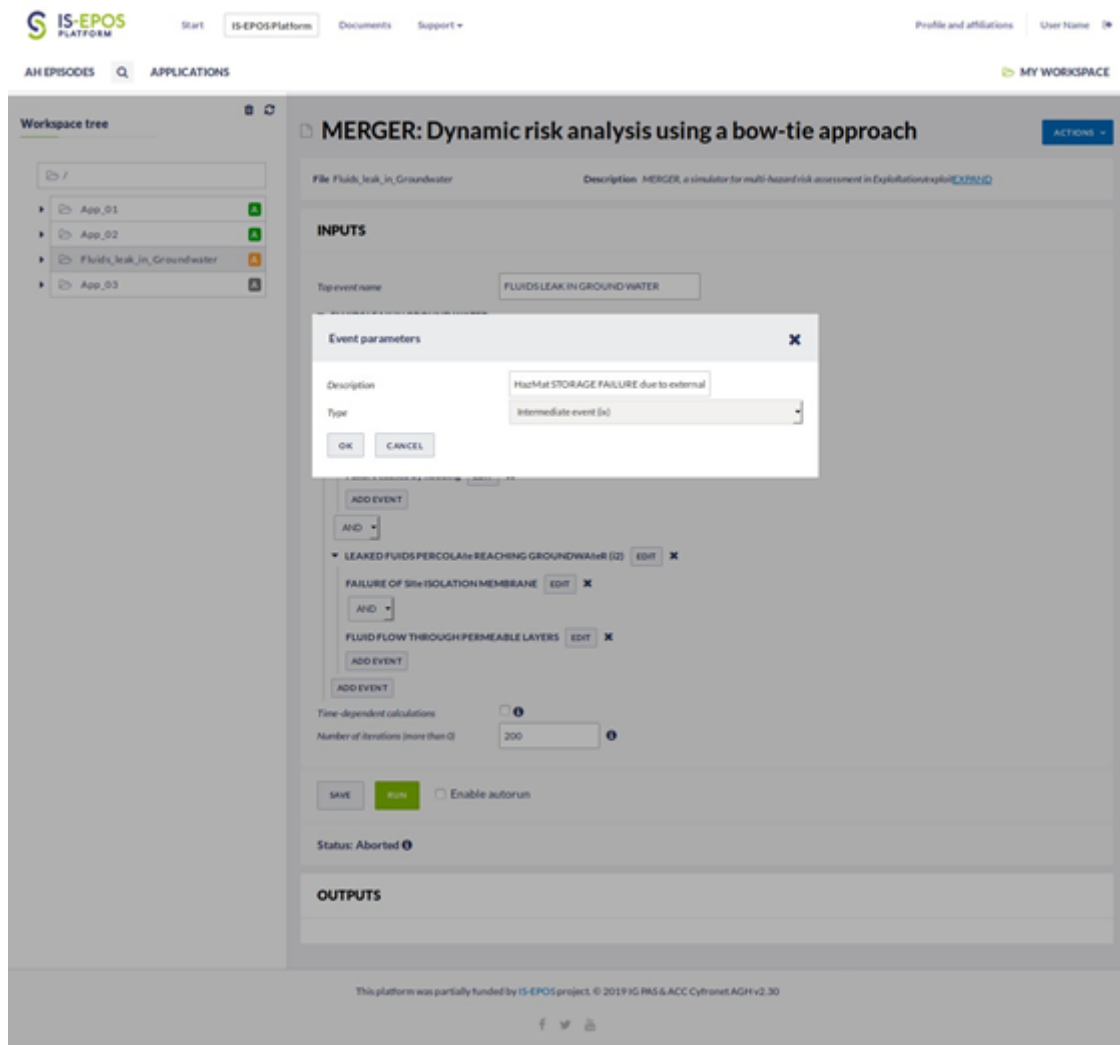 IS-EPOS PLATFORM
Start IS-EPOS Platform Documents Support
Profile and affiliations User Name
AH EPISODES APPLICATIONS
MY WORKSPACE
Workspace tree
/
App_01 A
App_02 A
Fluids_leak_in_Groundwater A
App_03 A
MERGER: Dynamic risk analysis using a bow-tie approach
ACTIONS
File Fluids_leak_in_Groundwater
Description MERGER, a simulator for multi-hazard risk assessment in Exploitation/exploit EXPAND
INPUTS
Top event name FLUIDS LEAK IN GROUND WATER
Event parameters
Description HazMat STORAGE FAILURE due to external
Type Intermediate event (ix)
OK CANCEL
ADD EVENT
AND
LEAKED FUIDS PERCOLAte REACHING GROUNDWAteR (i2) EDIT
FAILURE OF Site ISOLATION MEMBRANE EDIT
AND
FLUID FLOW THROUGH PERMEABLE LAYERS EDIT
ADD EVENT
ADD EVENT
Time-dependent calculations
Number of iterations (more than 0) 200
SAVE RUN Enable autorun
Status: Aborted
OUTPUTS
This platform was partially funded by IS-EPOS project. © 2019 IG PAS & ACC Cyfronet AGH v2.30